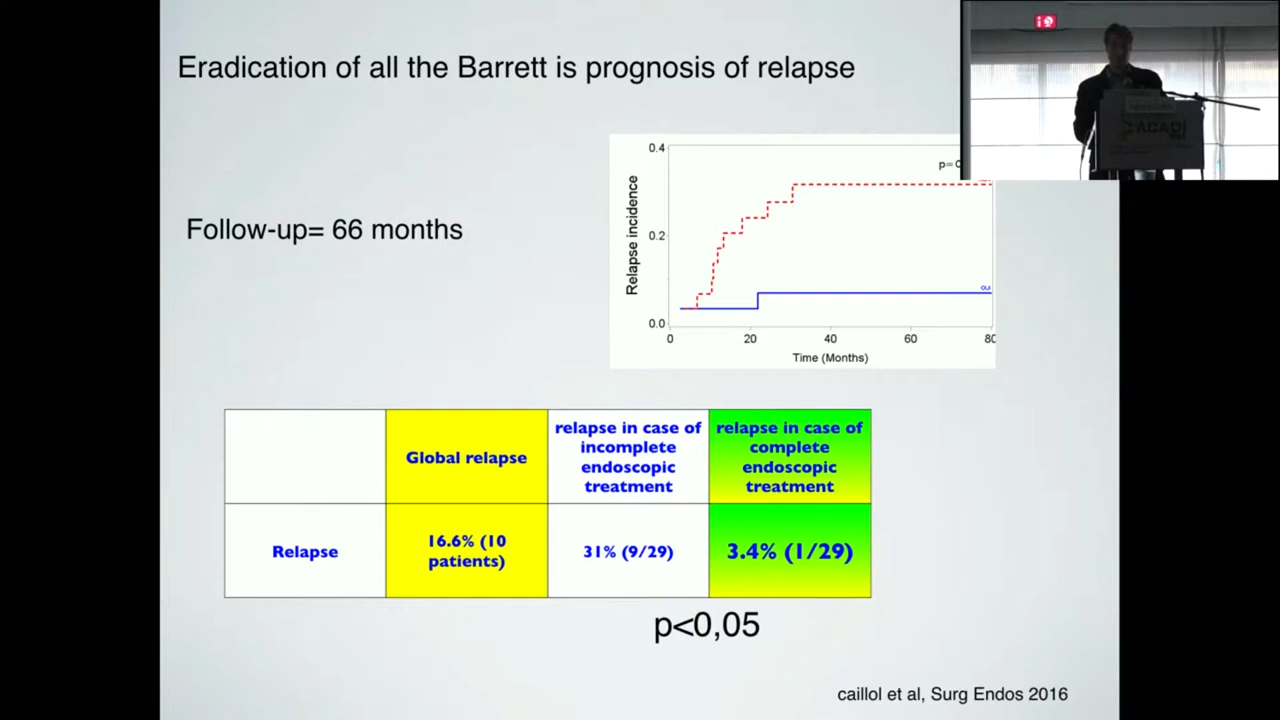 Eradication of all the Barrett is prognosis of relapse
Follow-up= 66 months
0.4
0.2
0.0
Relapse incidence
0
20
40
60
Time (Months)
Global relapse
relapse in case of
incomplete
endoscopic
treatment
relapse in case of
complete
endoscopic
treatment
Relapse
16.6% (10
patients)
31% (9/29)
3.4% (1/29)
p<0,05
caillol et al, Surg Endos 2016